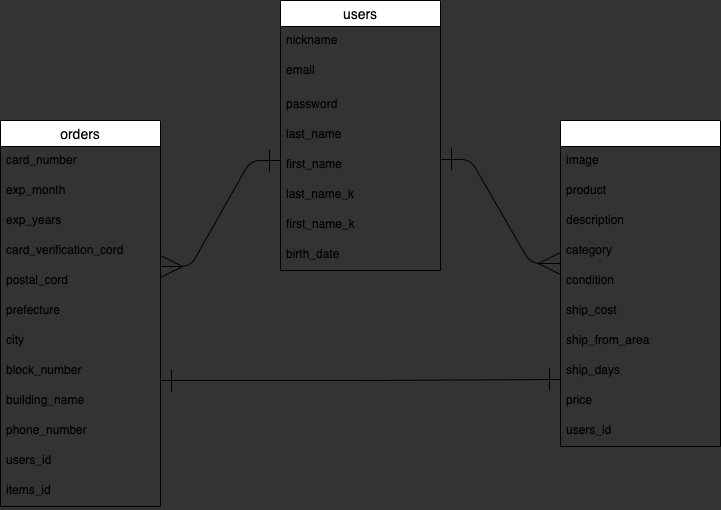 users
nickname
email
password
last_name
first_name
last_name_k
first_name_k
birth_date
orders
card_number
exp_month
exp_years
card_verification_cord
postal_cord
prefecture
city
block_number
building_name
phone_number
users_id
items_id
image
product
description
category
condition
ship_cost
ship_from_area
ship_days
price
users_id